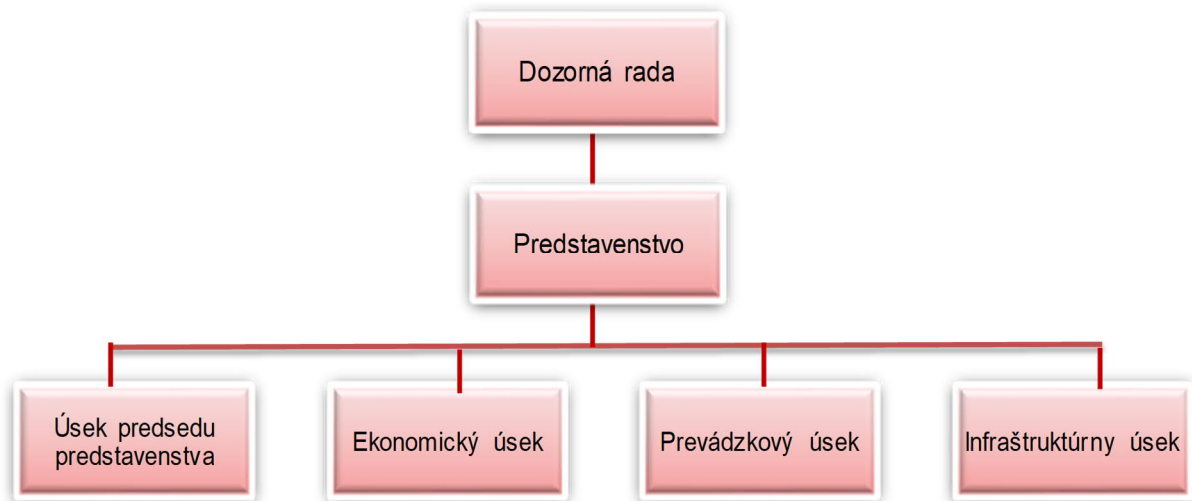 Dozorná rada
Predstavenstvo
Úsek predsedu
predstavenstva
Ekonomický úsek
Prevádzkový úsek
Infraštruktúrny úsek